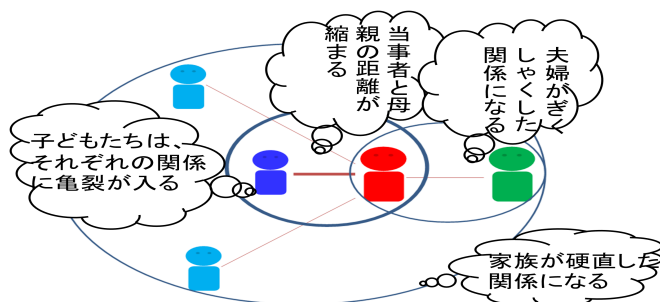 当事者と母
親の距離が
縮まる
夫婦がぎく
しゃくした
関係になる
子どもたちは、
それぞれの関係
に亀裂が入る
家族が硬直した
関係になる